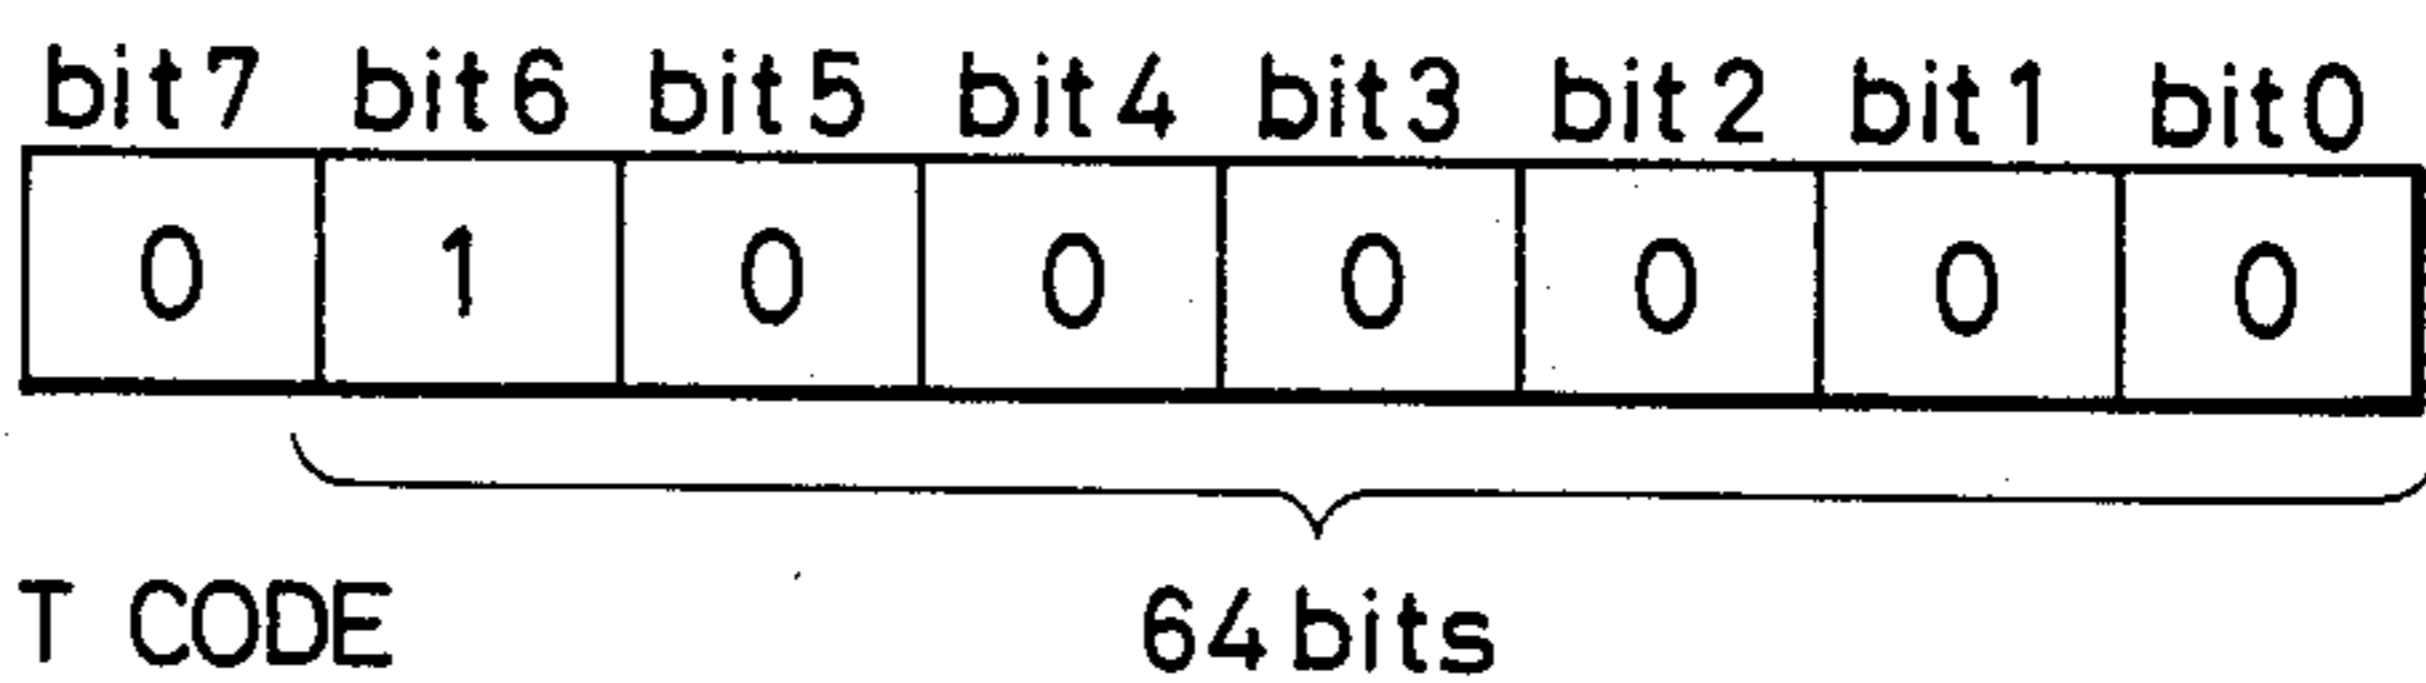 bit7 bit6 bit5 bit4 bit3 bit2 bit1 bit0
0 1 0 0 0 0 0 0
T CODE 64bits